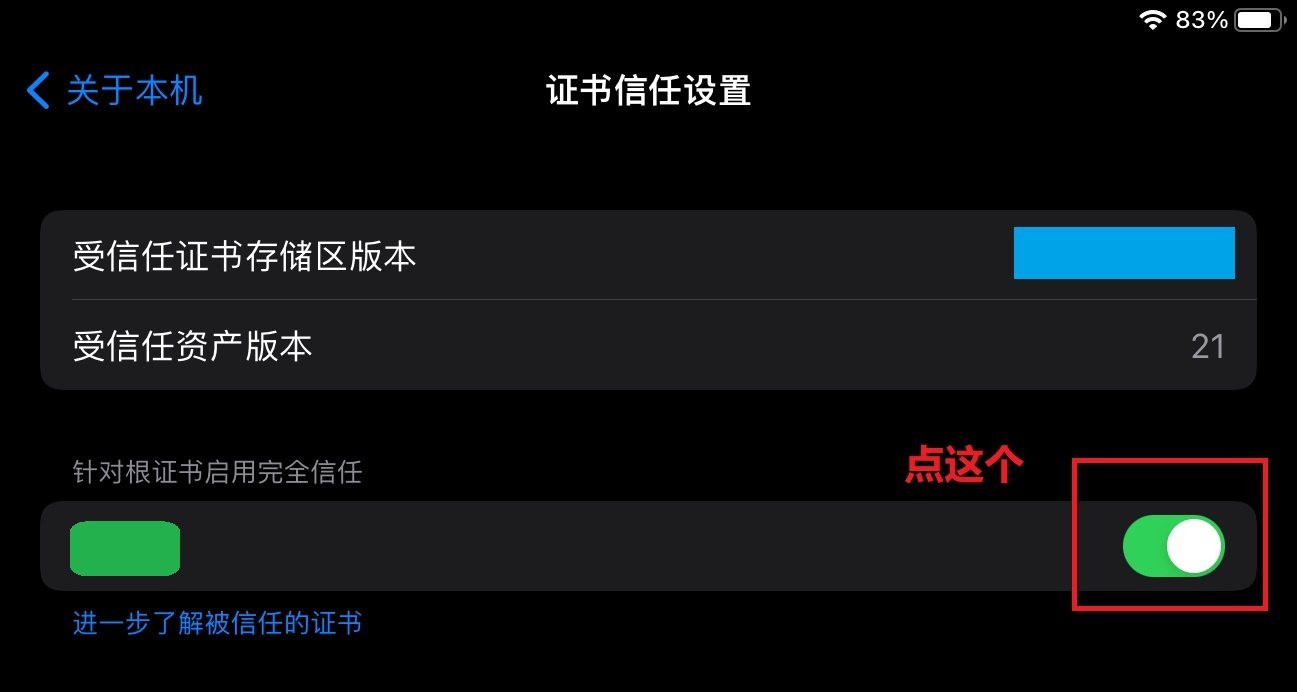 83%
关于本机
证书信任设置
受信任证书存储区版本
受信任资产版本 21
针对根证书启用完全信任
点这个
进一步了解被信任的证书